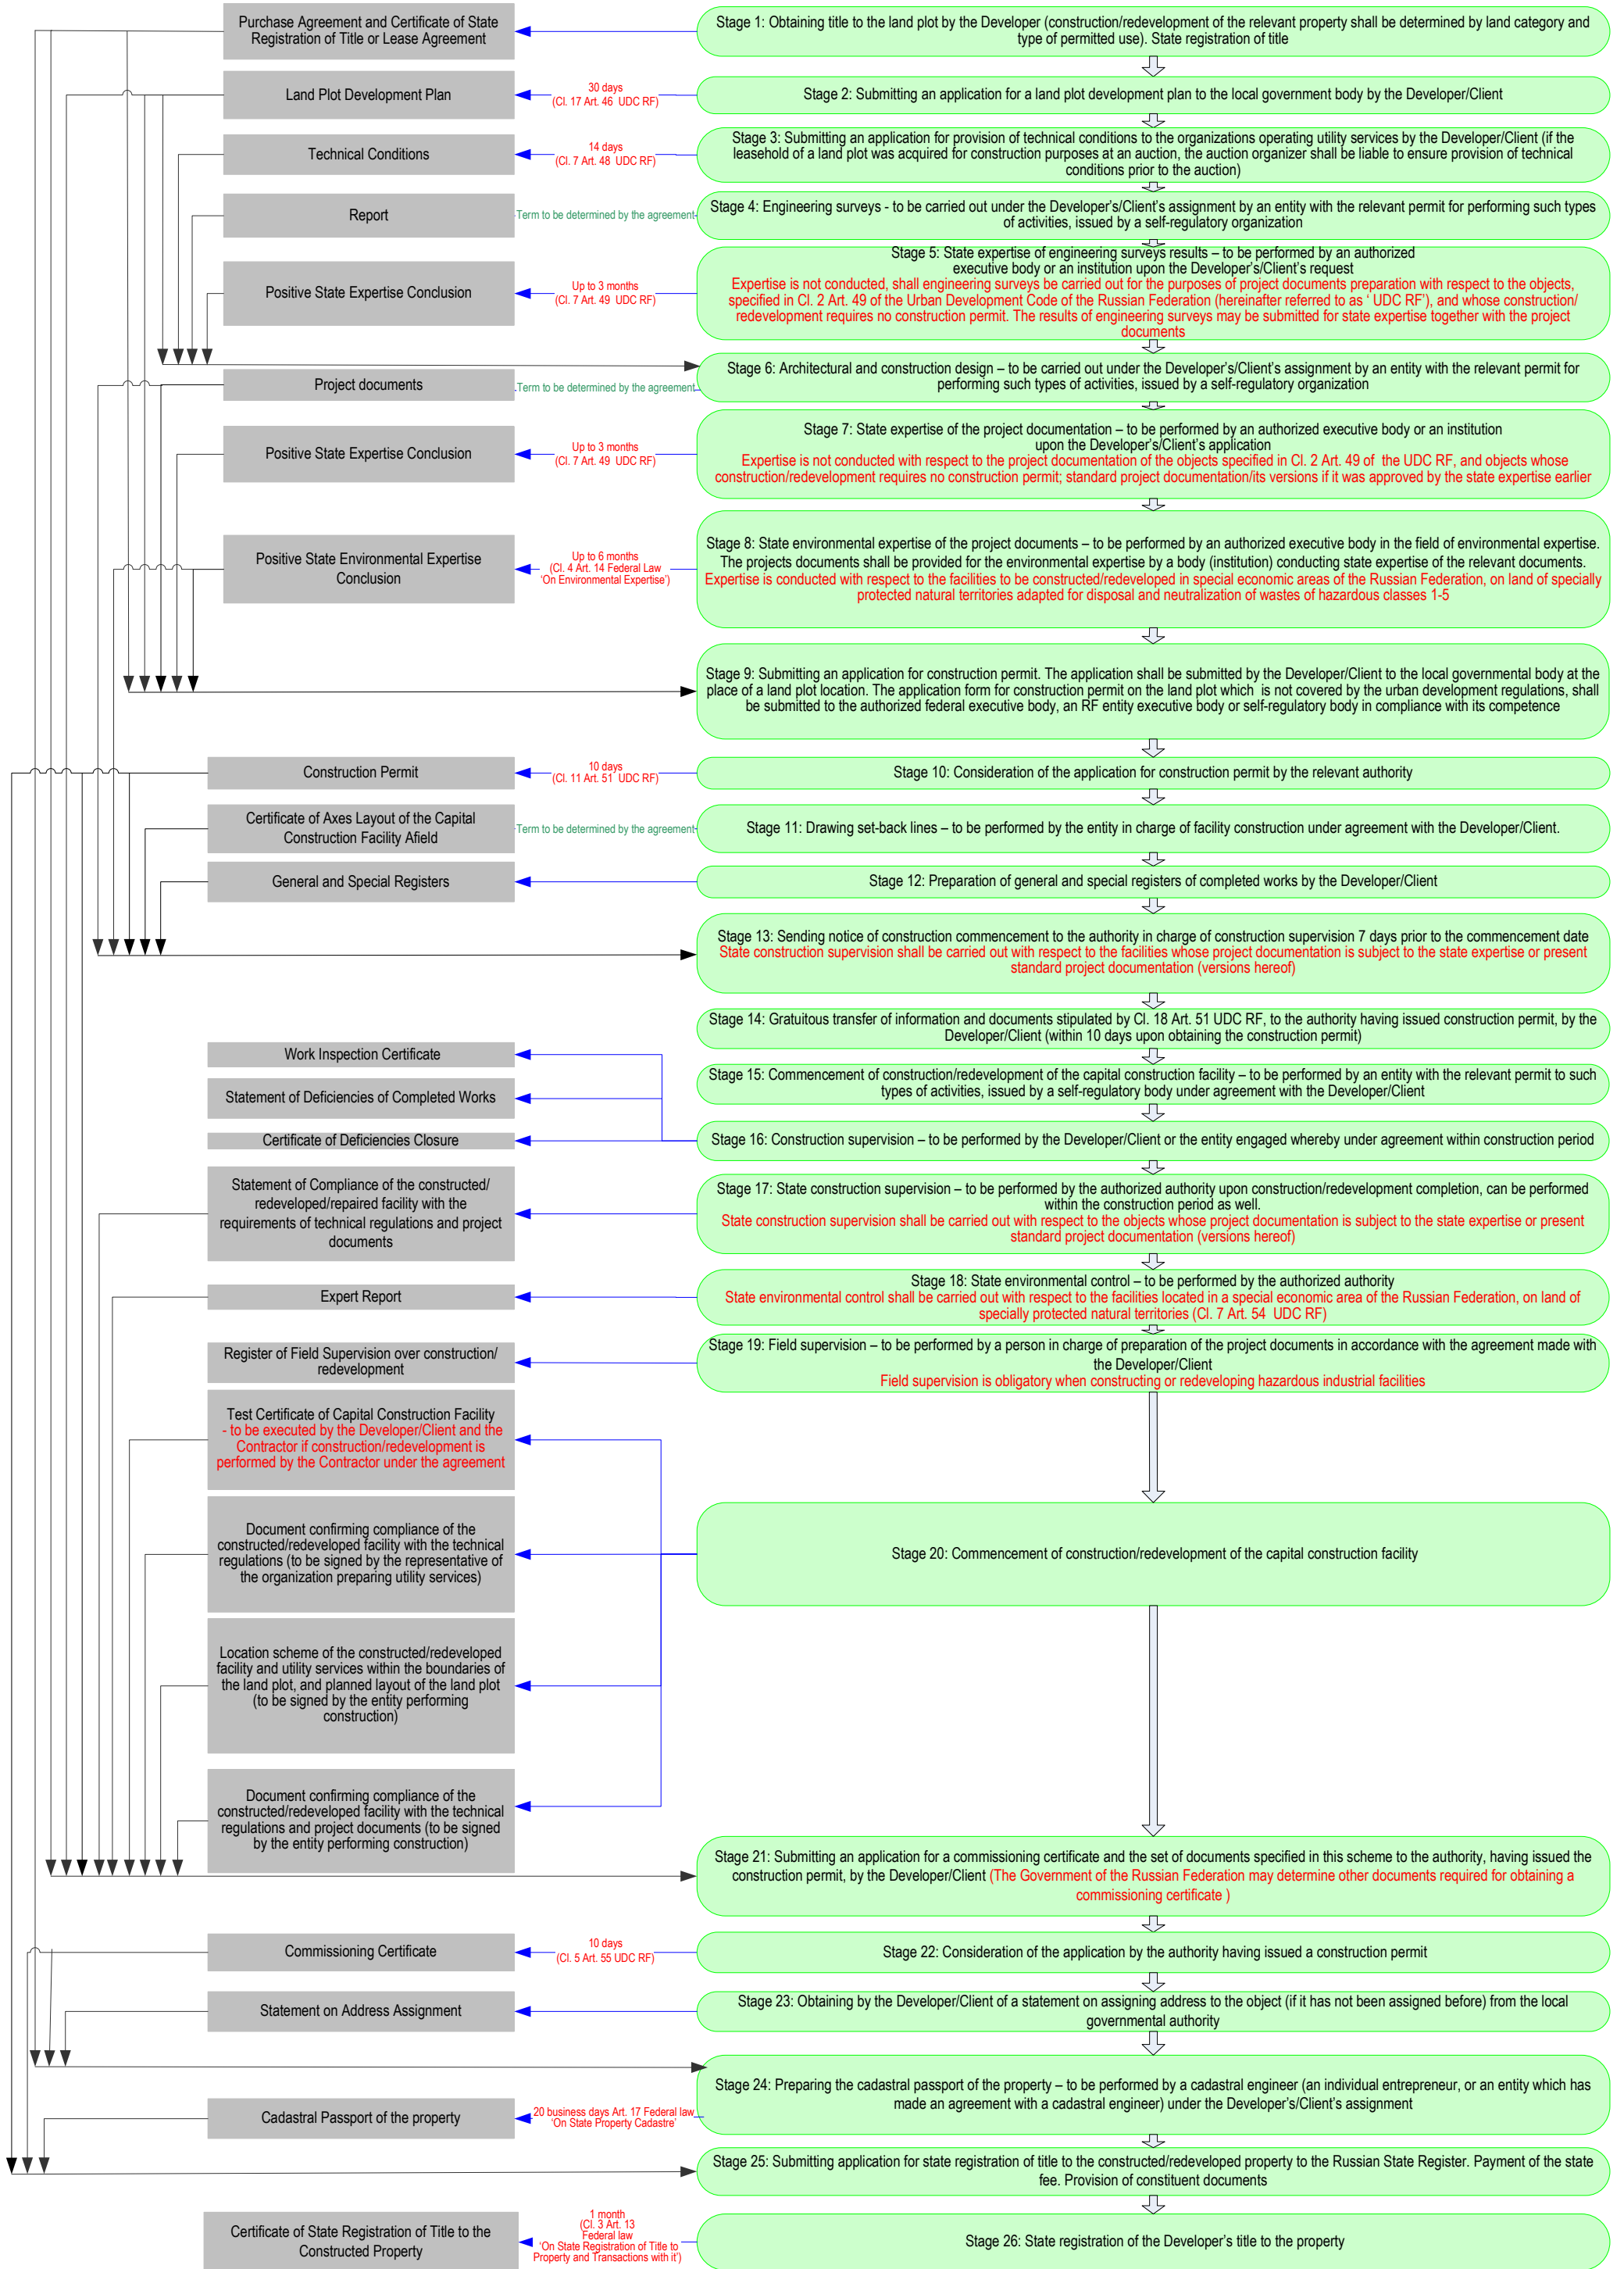 Purchase Agreement and Certificate of State
Registration of Title or Lease Agreement
Stage 1: Obtaining title to the land plot by the Developer (construction/redevelopment of the relevant property shall be determined by land category and
type of permitted use). State registration of title
Land Plot Development Plan
30 days
(Cl. 17 Art. 46 UDC RF)
Stage 2: Submitting an application for a land plot development plan to the local government body by the Developer/Client
Technical Conditions
14 days
(Cl. 7 Art. 48 UDC RF)
Stage 3: Submitting an application for provision of technical conditions to the organizations operating utility services by the Developer/Client (if the
leasehold of a land plot was acquired for construction purposes at an auction, the auction organizer shall be liable to ensure provision of technical
conditions prior to the auction)
Report
Term to be determined by the agreement
Stage 4: Engineering surveys - to be carried out under the Developer's/Client's assignment by an entity with the relevant permit for performing such types
of activities, issued by a self-regulatory organization
Positive State Expertise Conclusion
Up to 3 months
(Cl. 7 Art. 49 UDC RF)
Stage 5: State expertise of engineering surveys results – to be performed by an authorized
executive body or an institution upon the Developer's/Client's request
Expertise is not conducted, shall engineering surveys be carried out for the purposes of project documents preparation with respect to the objects,
specified in Cl. 2 Art. 49 of the Urban Development Code of the Russian Federation (hereinafter referred to as ' UDC RF'), and whose construction/
redevelopment requires no construction permit. The results of engineering surveys may be submitted for state expertise together with the project
documents
Project documents
Term to be determined by the agreement
Stage 6: Architectural and construction design – to be carried out under the Developer's/Client's assignment by an entity with the relevant permit for
performing such types of activities, issued by a self-regulatory organization
Positive State Expertise Conclusion
Up to 3 months
(Cl. 7 Art. 49 UDC RF)
Stage 7: State expertise of the project documentation – to be performed by an authorized executive body or an institution
upon the Developer's/Client's application
Expertise is not conducted with respect to the project documentation of the objects specified in Cl. 2 Art. 49 of the UDC RF, and objects whose
construction/redevelopment requires no construction permit; standard project documentation/its versions if it was approved by the state expertise earlier
Positive State Environmental Expertise
Conclusion
Up to 6 months
(Cl. 4 Art. 14 Federal Law
'On Environmental Expertise')
Stage 8: State environmental expertise of the project documents – to be performed by an authorized executive body in the field of environmental expertise.
The projects documents shall be provided for the environmental expertise by a body (institution) conducting state expertise of the relevant documents.
Expertise is conducted with respect to the facilities to be constructed/redeveloped in special economic areas of the Russian Federation, on land of specially
protected natural territories adapted for disposal and neutralization of wastes of hazardous classes 1-5
Stage 9: Submitting an application for construction permit. The application shall be submitted by the Developer/Client to the local governmental body at the
place of a land plot location. The application form for construction permit on the land plot which is not covered by the urban development regulations, shall
be submitted to the authorized federal executive body, an RF entity executive body or self-regulatory body in compliance with its competence
Construction Permit
10 days
(Cl. 11 Art. 51 UDC RF)
Stage 10: Consideration of the application for construction permit by the relevant authority
Certificate of Axes Layout of the Capital
Construction Facility Afield
Term to be determined by the agreement
Stage 11: Drawing set-back lines – to be performed by the entity in charge of facility construction under agreement with the Developer/Client.
General and Special Registers
Stage 12: Preparation of general and special registers of completed works by the Developer/Client
Stage 13: Sending notice of construction commencement to the authority in charge of construction supervision 7 days prior to the commencement date
State construction supervision shall be carried out with respect to the facilities whose project documentation is subject to the state expertise or present
standard project documentation (versions hereof)
Stage 14: Gratuitous transfer of information and documents stipulated by Cl. 18 Art. 51 UDC RF, to the authority having issued construction permit, by the
Developer/Client (within 10 days upon obtaining the construction permit)
Work Inspection Certificate
Stage 15: Commencement of construction/redevelopment of the capital construction facility – to be performed by an entity with the relevant permit to such
types of activities, issued by a self-regulatory body under agreement with the Developer/Client
Statement of Deficiencies of Completed Works
Certificate of Deficiencies Closure
Stage 16: Construction supervision – to be performed by the Developer/Client or the entity engaged whereby under agreement within construction period
Statement of Compliance of the constructed/
redeveloped/repaired facility with the
requirements of technical regulations and project
documents
Stage 17: State construction supervision – to be performed by the authorized authority upon construction/redevelopment completion, can be performed
within the construction period as well.
State construction supervision shall be carried out with respect to the objects whose project documentation is subject to the state expertise or present
standard project documentation (versions hereof)
Expert Report
Stage 18: State environmental control – to be performed by the authorized authority
State environmental control shall be carried out with respect to the facilities located in a special economic area of the Russian Federation, on land of
specially protected natural territories (Cl. 7 Art. 54 UDC RF)
Register of Field Supervision over construction/
redevelopment
Stage 19: Field supervision – to be performed by a person in charge of preparation of the project documents in accordance with the agreement made with
the Developer/Client
Field supervision is obligatory when constructing or redeveloping hazardous industrial facilities
Test Certificate of Capital Construction Facility
- to be executed by the Developer/Client and the
Contractor if construction/redevelopment is
performed by the Contractor under the agreement
Document confirming compliance of the
constructed/redeveloped facility with the technical
regulations (to be signed by the representative of
the organization preparing utility services)
Stage 20: Commencement of construction/redevelopment of the capital construction facility
Location scheme of the constructed/redeveloped
facility and utility services within the boundaries of
the land plot, and planned layout of the land plot
(to be signed by the entity performing
construction)
Document confirming compliance of the
constructed/redeveloped facility with the technical
regulations and project documents (to be signed
by the entity performing construction)
Stage 21: Submitting an application for a commissioning certificate and the set of documents specified in this scheme to the authority, having issued the
construction permit, by the Developer/Client (The Government of the Russian Federation may determine other documents required for obtaining a
commissioning certificate )
Commissioning Certificate
10 days
(Cl. 5 Art. 55 UDC RF)
Stage 22: Consideration of the application by the authority having issued a construction permit
Statement on Address Assignment
Stage 23: Obtaining by the Developer/Client of a statement on assigning address to the object (if it has not been assigned before) from the local
governmental authority
Stage 24: Preparing the cadastral passport of the property – to be performed by a cadastral engineer (an individual entrepreneur, or an entity which has
made an agreement with a cadastral engineer) under the Developer's/Client's assignment
Cadastral Passport of the property
20 business days Art. 17 Federal law
'On State Property Cadastre'
Stage 25: Submitting application for state registration of title to the constructed/redeveloped property to the Russian State Register. Payment of the state
fee. Provision of constituent documents
Certificate of State Registration of Title to the
Constructed Property
1 month
(Cl. 3 Art. 13
Federal law
'On State Registration of Title to
Property and Transactions with it')
Stage 26: State registration of the Developer's title to the property